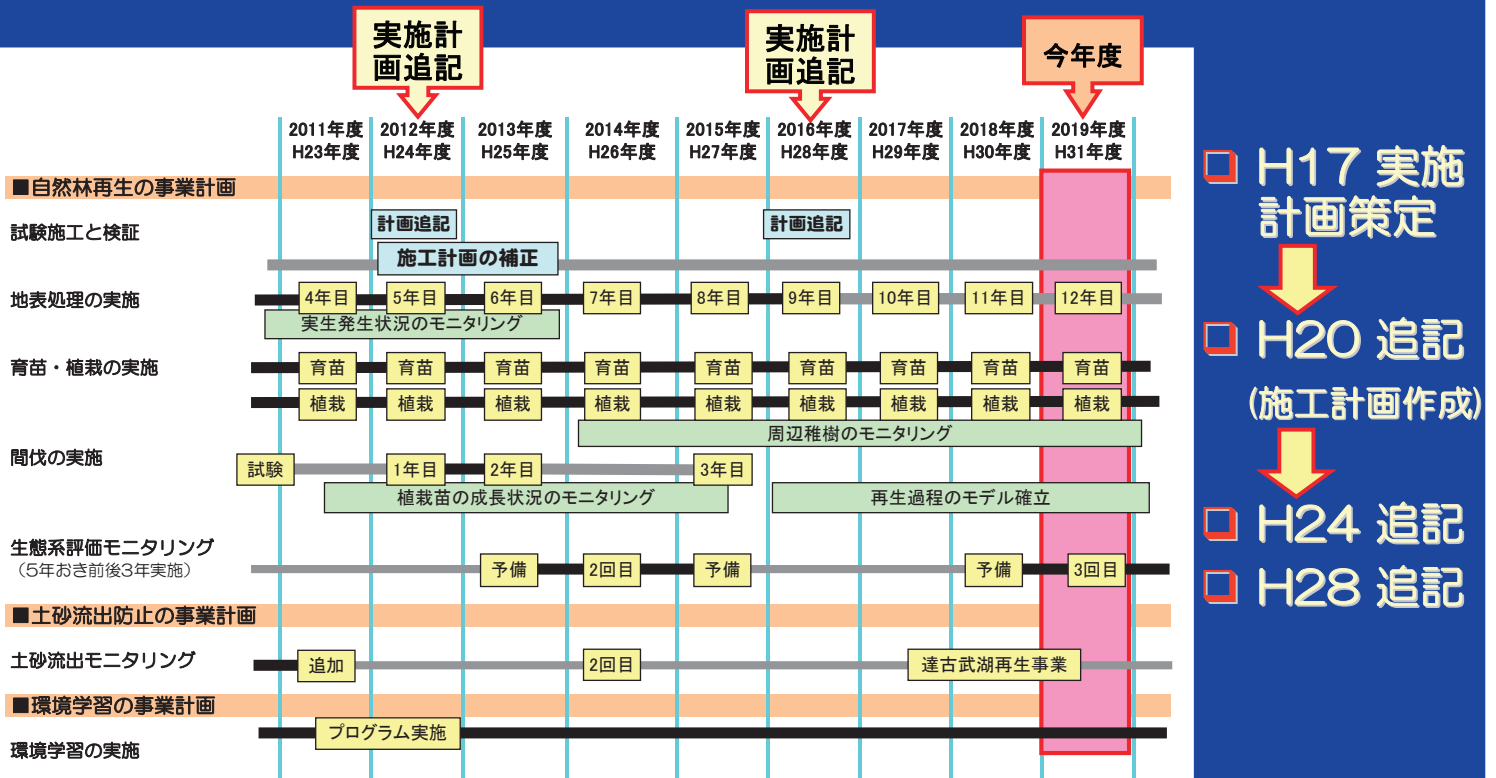 実施計
画追記
実施計
画追記
今年度
2011年度 2012年度 2013年度 2014年度 2015年度 2016年度 2017年度 2018年度 2019年度
H23年度 H24年度 H25年度 H26年度 H27年度 H28年度 H29年度 H30年度 H31年度
■自然林再生の事業計画
計画追記 計画追記
試験施工と検証
施工計画の補正
地表処理の実施 4年目 5年目 6年目 7年目 8年目 9年目 10年目 11年目 12年目
実生発生状況のモニタリング
育苗・植栽の実施 育苗 育苗 育苗 育苗 育苗 育苗 育苗 育苗 育苗
植栽 植栽 植栽 植栽 植栽 植栽 植栽 植栽 植栽
周辺稚樹のモニタリング
間伐の実施 試験 1年目 2年目 3年目
植栽苗の成長状況のモニタリング 再生過程のモデル確立
生態系評価モニタリング
(5年おき前後3年実施) 予備 2回目 予備 予備 3回目
■土砂流出防止の事業計画
土砂流出モニタリング 追加 2回目 達古武湖再生事業
■環境学習の事業計画
プログラム実施
環境学習の実施
H17 実施
計画策定
H20 追記
(施工計画作成)
H24 追記
H28 追記